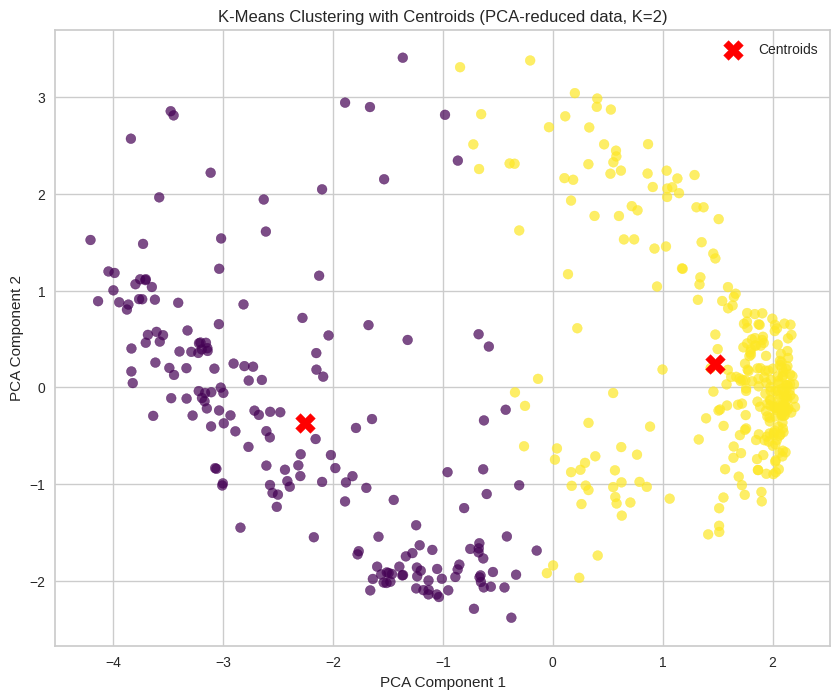 K-Means Clustering with Centroids (PCA-reduced data, K=2)
Centroids
3
2
1
0
−1
−2
PCA Component 2
−4 −3 −2 −1 0 1 2
PCA Component 1